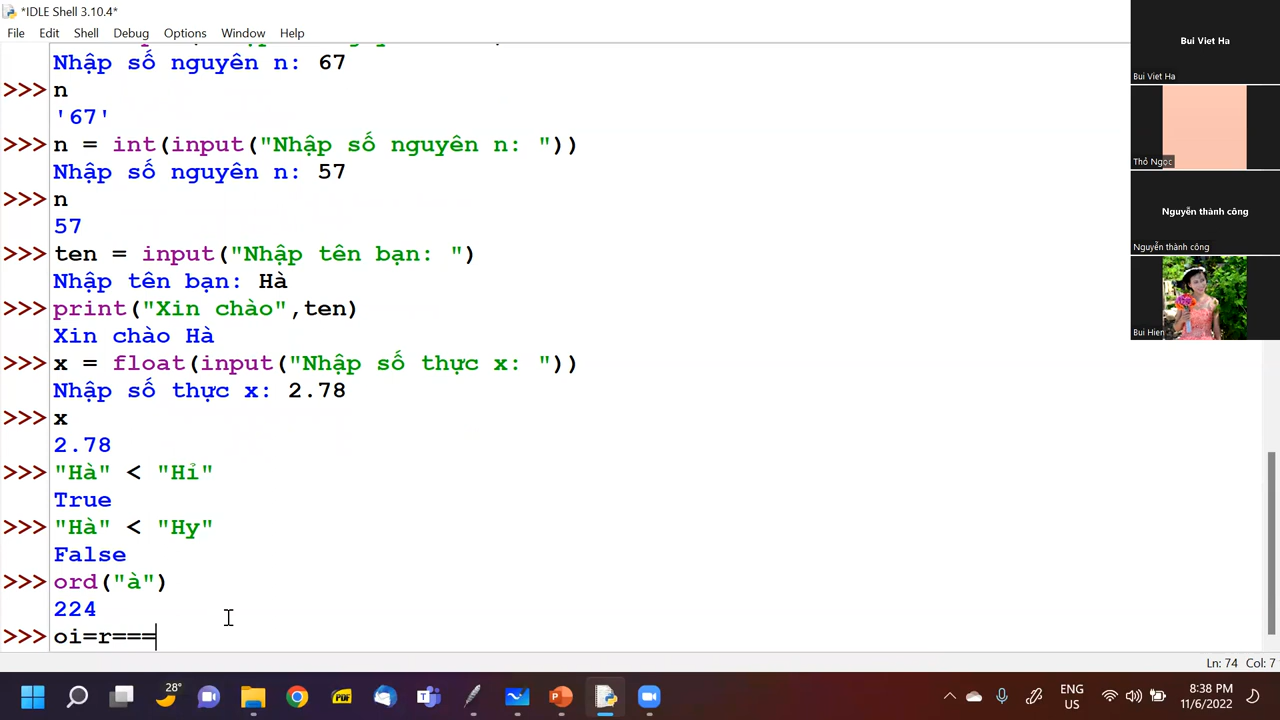 *IDLE Shell 3.10.4*
File Edit Shell Debug Options Window Help
Nhập số nguyên n: 67
>>> n
'67'
>>> n = int(input("Nhập số nguyên n: "))
Nhập số nguyên n: 57
>>> n
57
>>> ten = input("Nhập tên bạn: ")
Nhập tên bạn: Hà
>>> print("Xin chào",ten)
Xin chào Hà
>>> x = float(input("Nhập số thực x: "))
Nhập số thực x: 2.78
>>> x
2.78
>>> "Hà" < "Hỉ"
True
>>> "Hà" < "Hy"
False
>>> ord("à")
224
>>> oi=r===
Ln: 74 Col: 7
Bui Viet Ha
Bui Viet Ha
Thỏ Ngọc
Nguyễn thành công
Nguyễn thành công
Bui Hien
28°
PDF
ENG
US
8:38 PM
11/6/2022